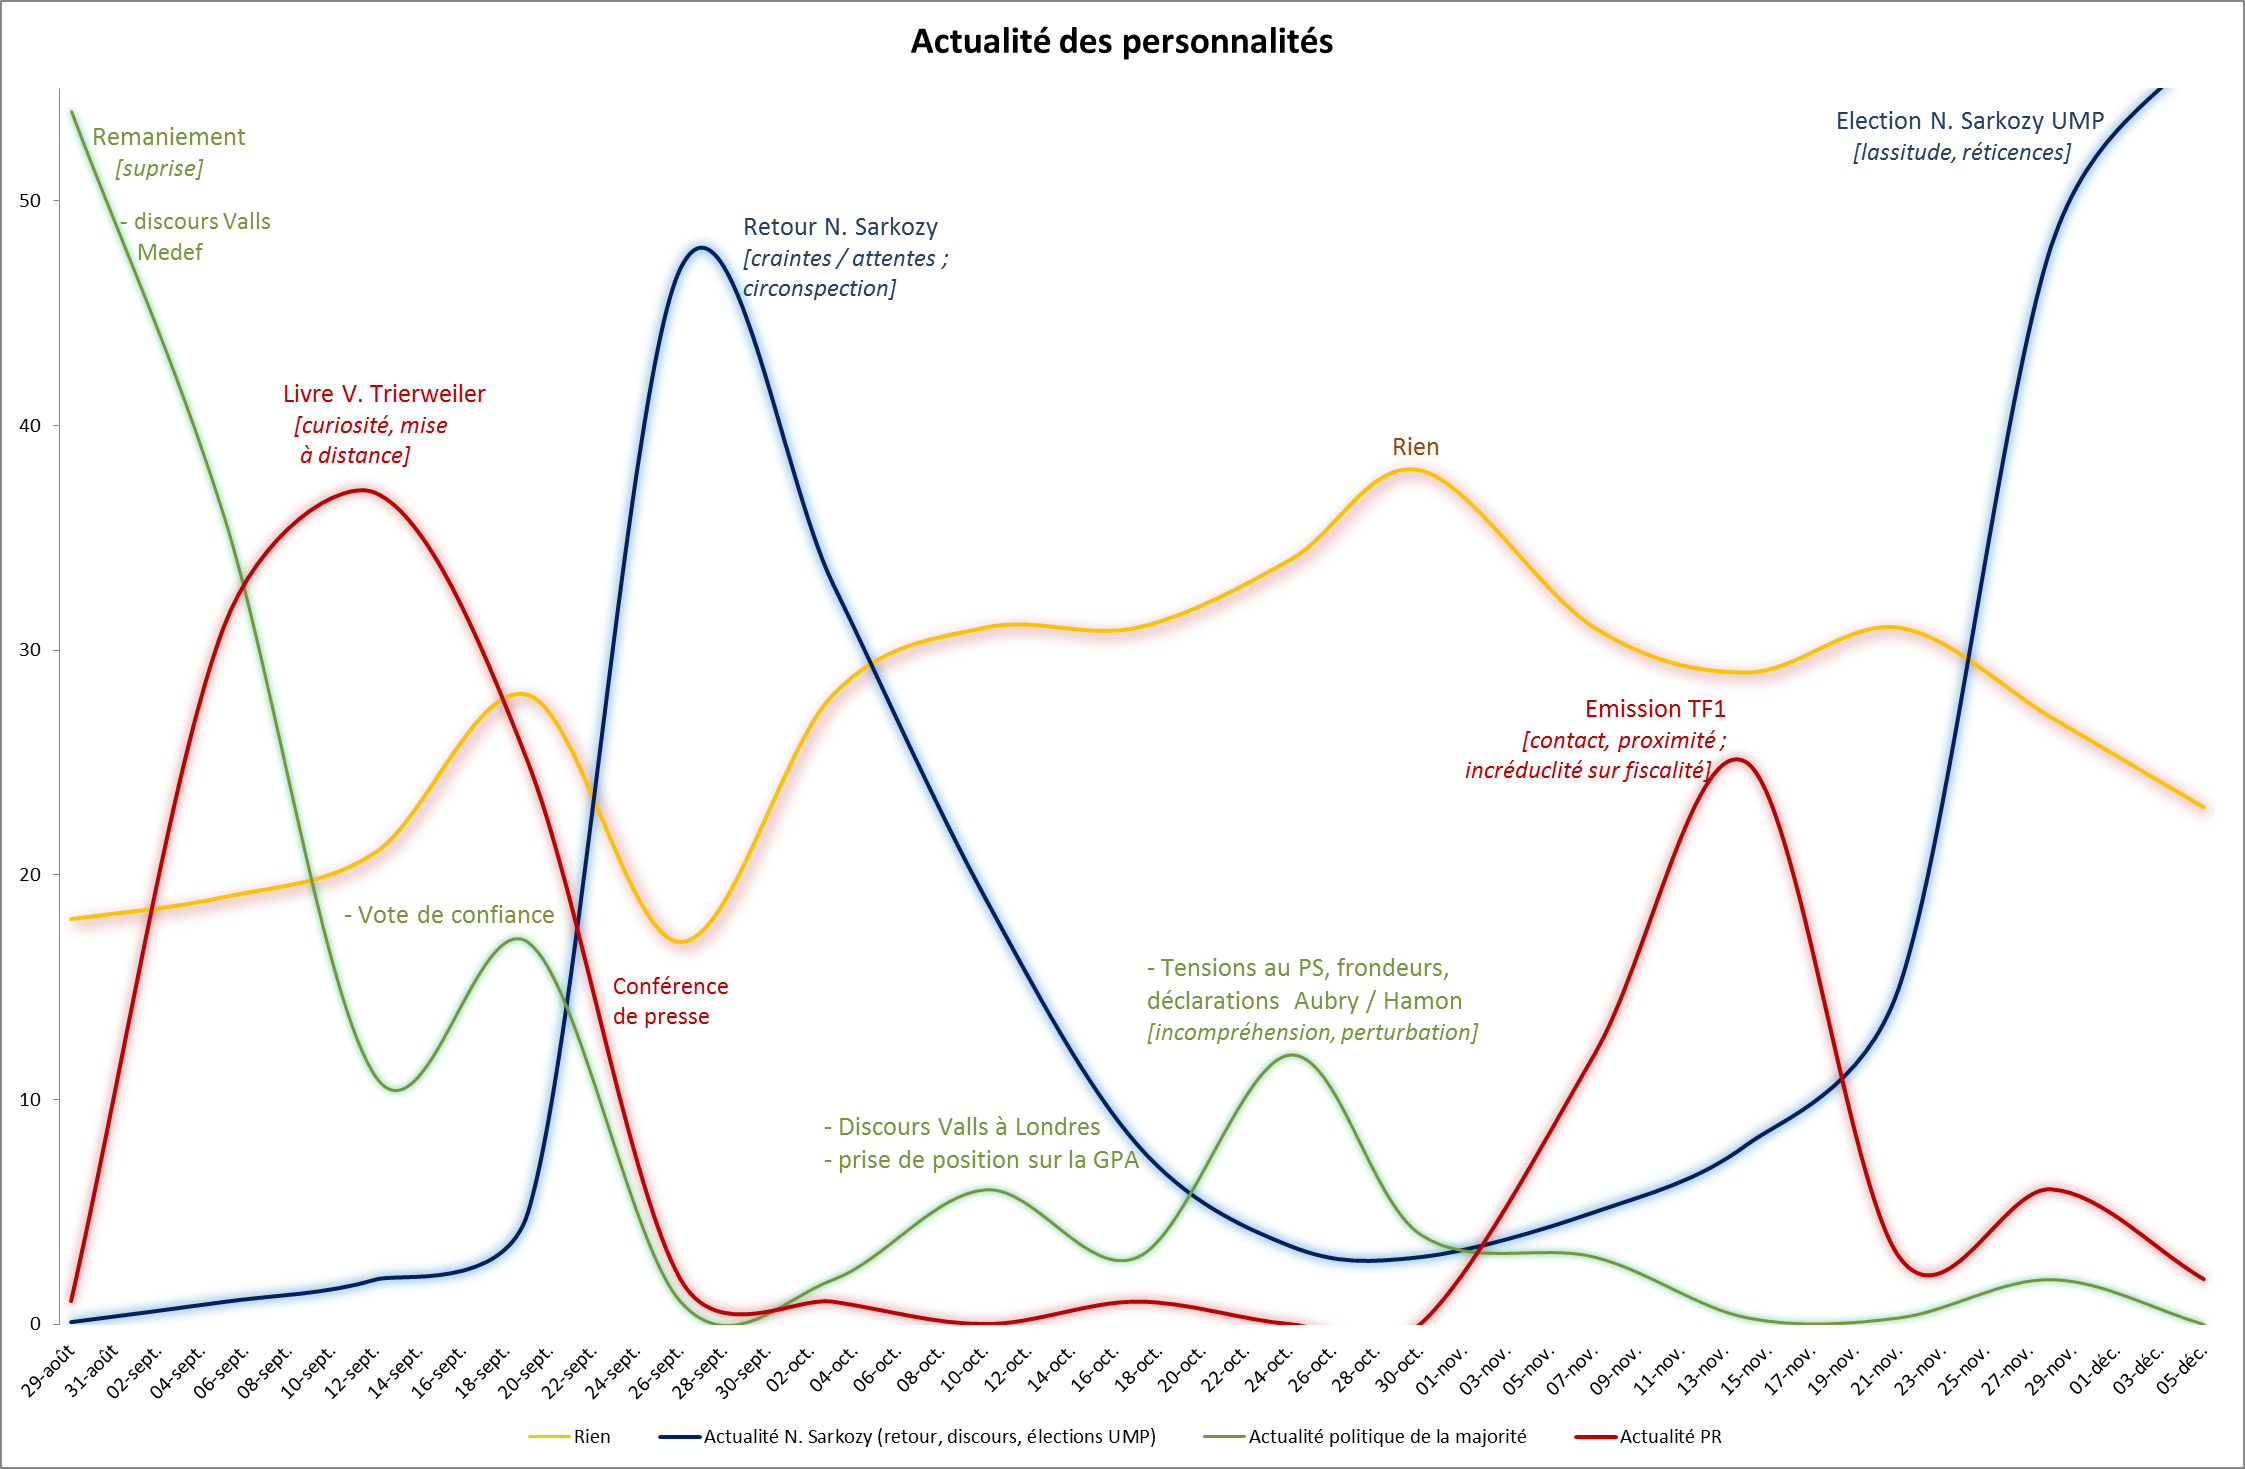 Actualité des personnalités
Remaniement
[suprise]
- discours Valls
Medef
Election N. Sarkozy UMP
[lassitude, réticences]
Retour N. Sarkozy
[craintes / attentes ;
circonspection]
Livre V. Trierweiler
[curiosité, mise
à distance]
Rien
Emission TF1
[contact, proximité ;
incréduclité sur fiscalité]
- Vote de confiance
Conférence
de presse
- Tensions au PS, frondeurs,
déclarations Aubry / Hamon
[incompréhension, perturbation]
- Discours Valls à Londres
- prise de position sur la GPA
50
40
30
20
10
0
29-août
31-août
02-sept.
04-sept.
06-sept.
08-sept.
10-sept.
12-sept.
14-sept.
16-sept.
18-sept.
20-sept.
22-sept.
24-sept.
26-sept.
28-sept.
30-sept.
02-oct.
04-oct.
06-oct.
08-oct.
10-oct.
12-oct.
14-oct.
16-oct.
18-oct.
20-oct.
22-oct.
24-oct.
26-oct.
28-oct.
30-oct.
01-nov.
03-nov.
05-nov.
07-nov.
09-nov.
11-nov.
13-nov.
15-nov.
17-nov.
19-nov.
21-nov.
23-nov.
25-nov.
27-nov.
29-nov.
01-déc.
03-déc.
05-déc.
Rien
Actualité N. Sarkozy (retour, discours, élections UMP)
Actualité politique de la majorité
Actualité PR